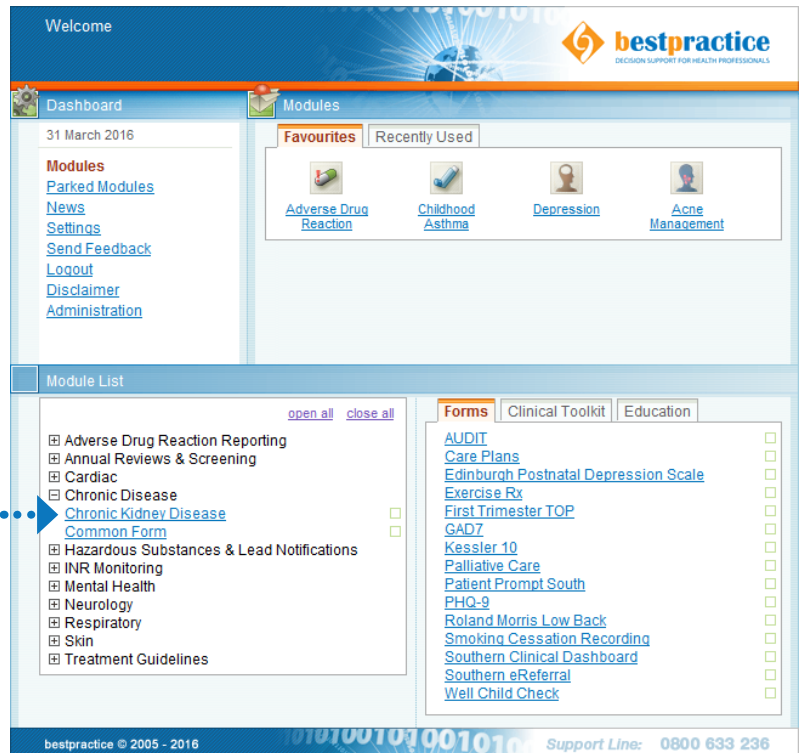 Welcome
bestpractice
DECISION SUPPORT FOR HEALTH PROFESSIONALS
Dashboard
31 March 2016
Modules
Parked Modules
News
Settings
Send Feedback
Logout
Disclaimer
Administration
Modules
Favourites
Recently Used
Adverse Drug
Reaction
Childhood
Asthma
Depression
Acne
Management
Module List
open all close all
Adverse Drug Reaction Reporting
Annual Reviews & Screening
Cardiac
Chronic Disease
Chronic Kidney Disease
Common Form
Hazardous Substances & Lead Notifications
INR Monitoring
Mental Health
Neurology
Respiratory
Skin
Treatment Guidelines
Forms
Clinical Toolkit
Education
AUDIT
Care Plans
Edinburgh Postnatal Depression Scale
Exercise Rx
First Trimester TOP
GAD7
Kessler 10
Palliative Care
Patient Prompt South
PHQ-9
Roland Morris Low Back
Smoking Cessation Recording
Southern Clinical Dashboard
Southern eReferral
Well Child Check
bestpractice © 2005 - 2016
Support Line: 0800 633 236